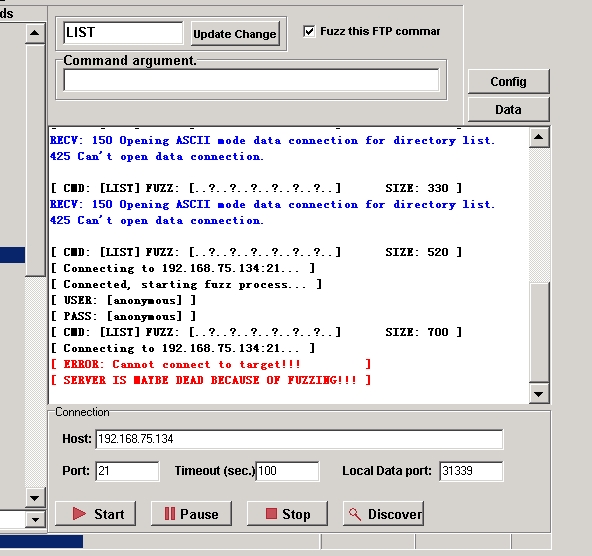 ds
LIST
Update Change
Fuzz this FTP commar
Command argument.
Config
Data
RECV: 150 Opening ASCII mode data connection for directory list.
425 Can't open data connection.
[ CMD: [LIST] FUZZ: [..?..?..?..?..?..?..] SIZE: 330 ]
RECV: 150 Opening ASCII mode data connection for directory list.
425 Can't open data connection.
[ CMD: [LIST] FUZZ: [..?..?..?..?..?..?..] SIZE: 520 ]
[ Connecting to 192.168.75.134:21... ]
[ Connected, starting fuzz process... ]
[ USER: [anonymous] ]
[ PASS: [anonymous] ]
[ CMD: [LIST] FUZZ: [..?..?..?..?..?..?..] SIZE: 700 ]
[ Connecting to 192.168.75.134:21... ]
[ ERROR: Cannot connect to target!!! ]
[ SERVER IS MAYBE DEAD BECAUSE OF FUZZING!!! ]
Connection
Host: 192.168.75.134
Port: 21 Timeout (sec.) 100 Local Data port: 31339
Start Pause Stop Discover